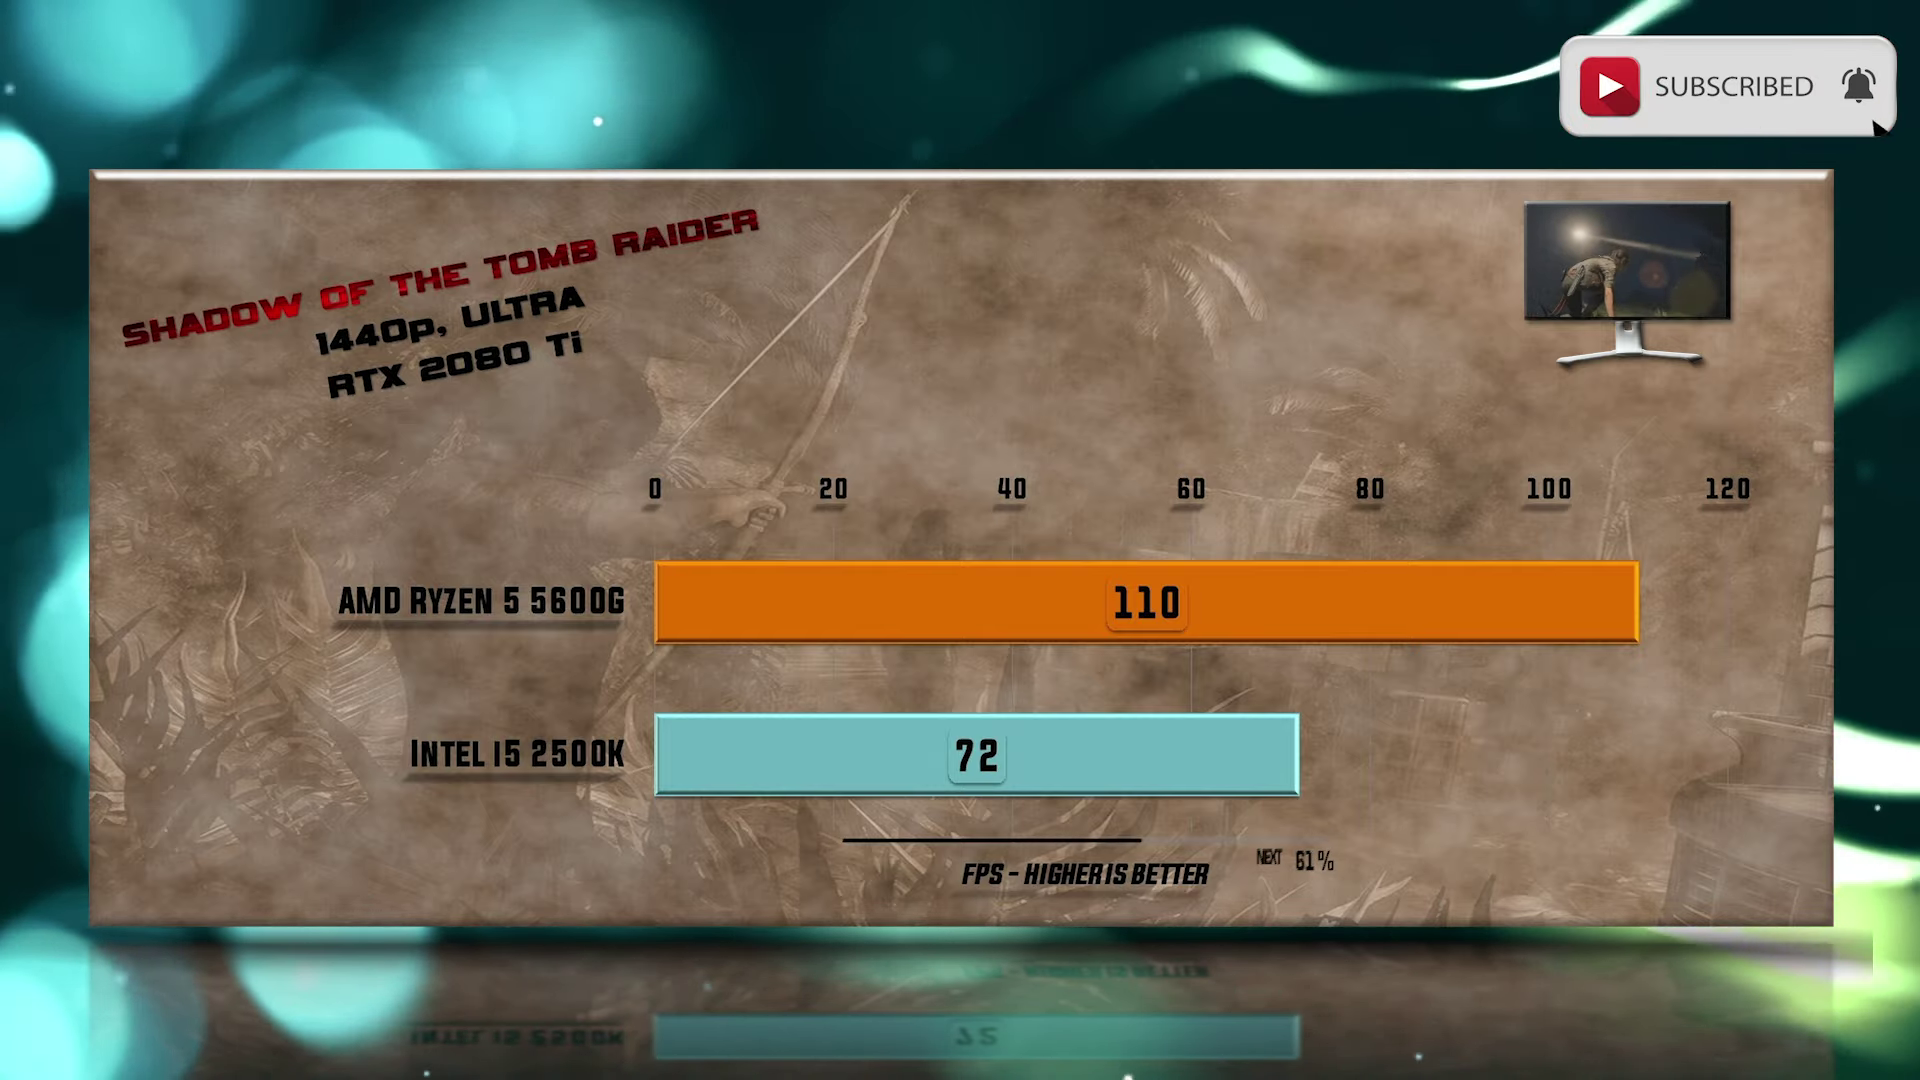 SUBSCRIBED
SHADOW OF THE TOMB RAIDER
1440p, ULTRA
RTX 2080 Ti
0 20 40 60 80 100 120
AMD RYZEN 5 5600G 110
INTEL I5 2500K 72
NEXT 61%
FPS - HIGHER IS BETTER